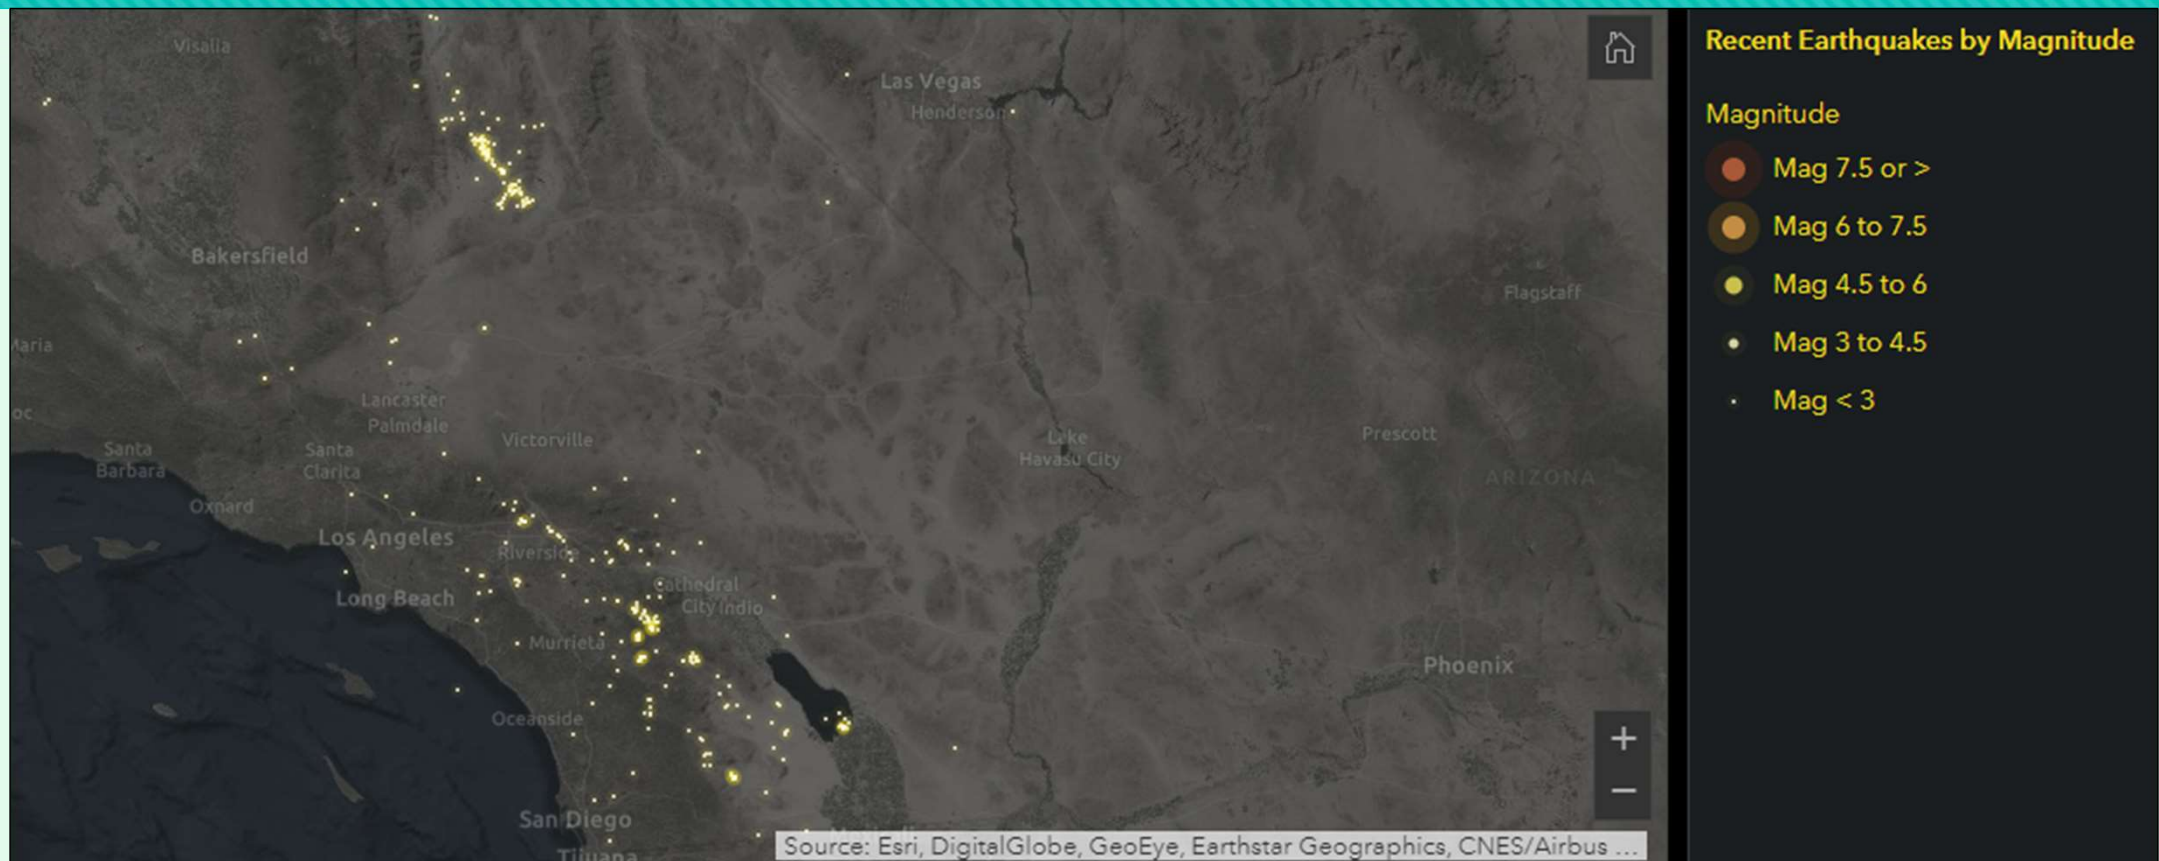 Visalia
Las Vegas
Henderson
Bakersfield
Flagstaff
Maria
oc
Lancaster
Palmdale
Santa
Barbara
Santa
Clarita
Victorville
Lake
Havasu City
Prescott
ARIZONA
Oxnard
Los Angeles
Riverside
Long Beach
Cathedral
City
Indio
Murrieta
Phoenix
Oceanside
San Diego
Tijuana
+
−
Source: Esri, DigitalGlobe, GeoEye, Earthstar Geographics, CNES/Airbus ...
Recent Earthquakes by Magnitude
Magnitude
Mag 7.5 or >
Mag 6 to 7.5
Mag 4.5 to 6
Mag 3 to 4.5
Mag < 3